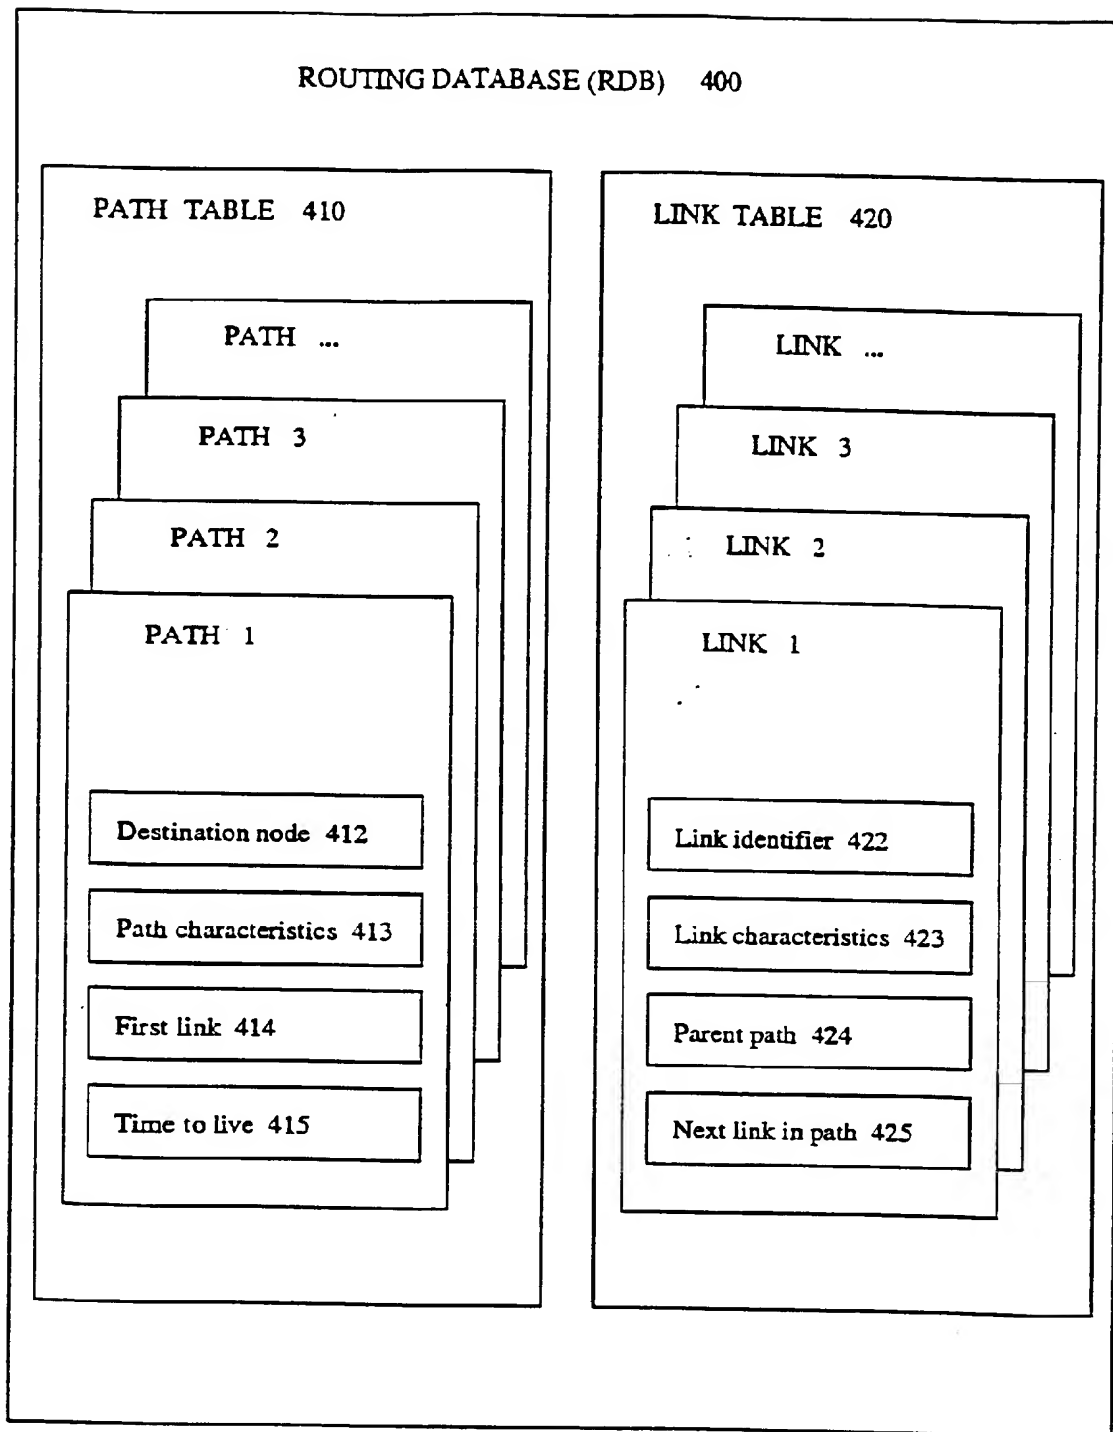 ROUTING DATABASE (RDB) 400
PATH TABLE 410
PATH ...
PATH 3
PATH 2
PATH 1
Destination node 412
Path characteristics 413
First link 414
Time to live 415
LINK TABLE 420
LINK ...
LINK 3
LINK 2
LINK 1
Link identifier 422
Link characteristics 423
Parent path 424
Next link in path 425